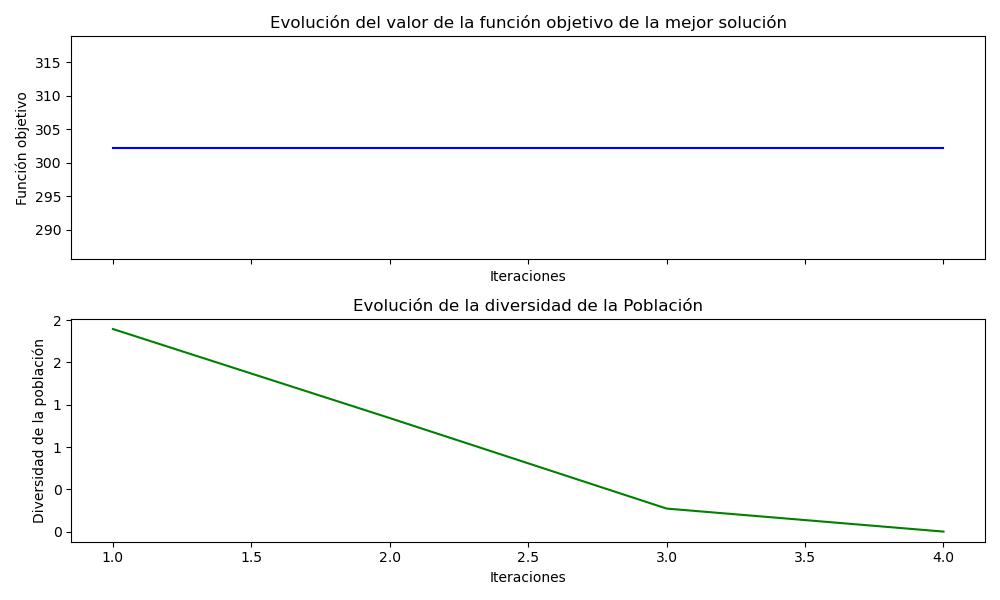 Evolución del valor de la función objetivo de la mejor solución
Función objetivo
315
310
305
300
295
290
Iteraciones
Evolución de la diversidad de la Población
Diversidad de la población
2
2
1
1
0
0
1.0 1.5 2.0 2.5 3.0 3.5 4.0
Iteraciones